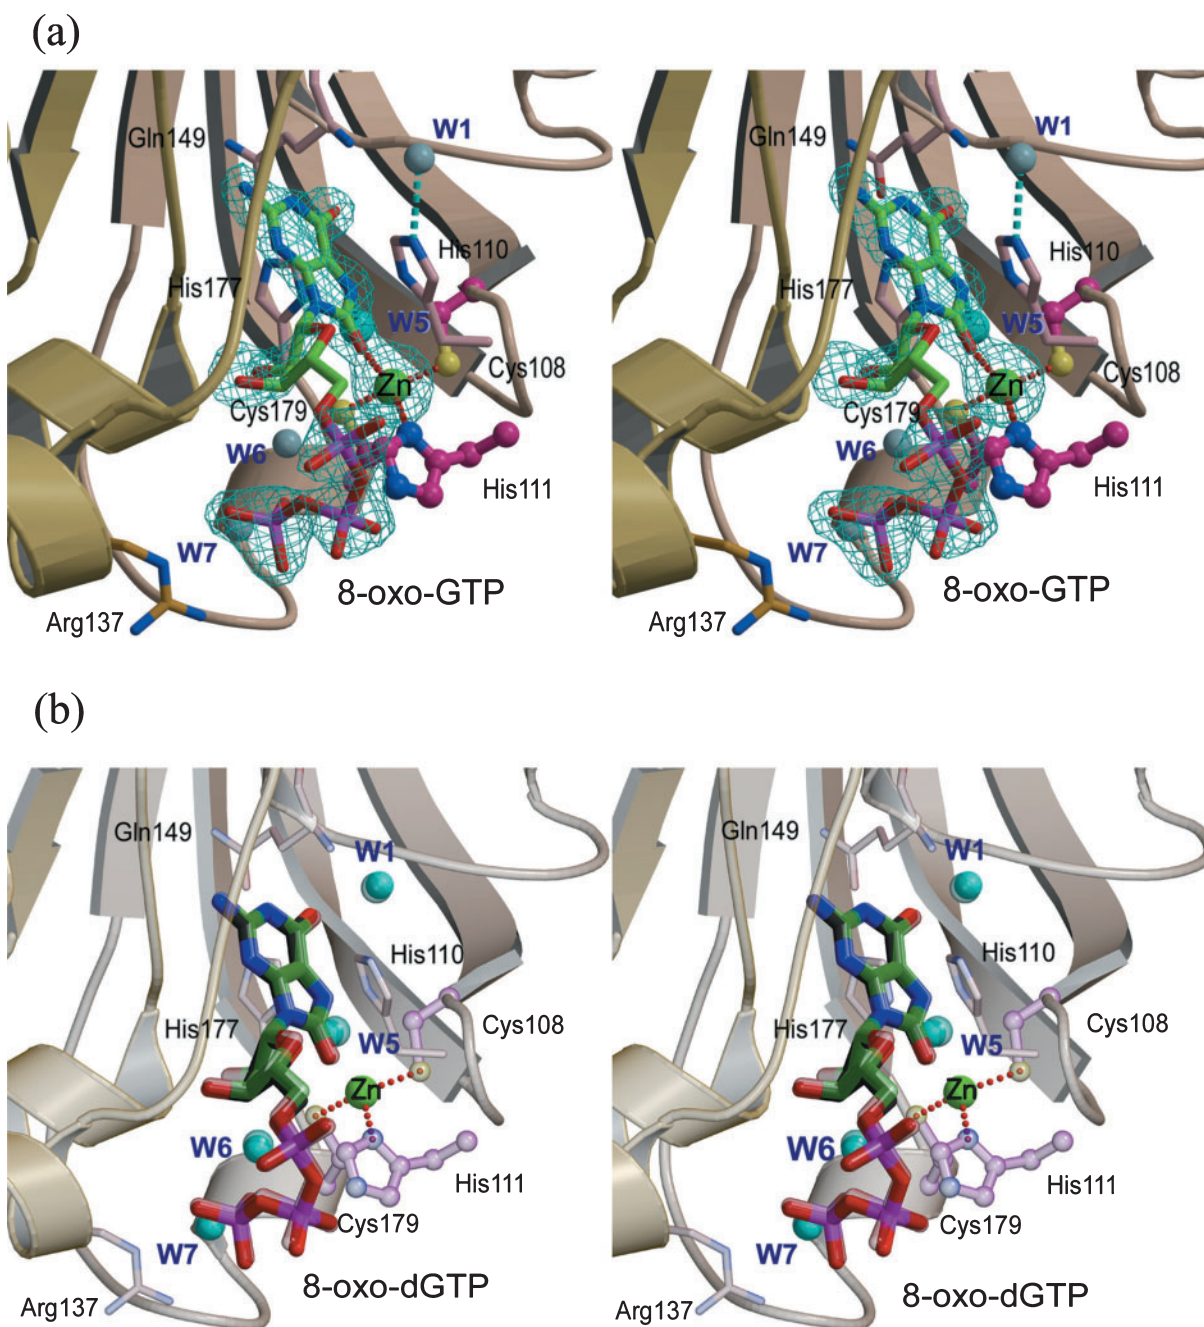 (a)
W1 W1
Gln149 Gln149
His110 His110
His177 His177
W5 W5
Cys108 Cys108
Zn Zn
Cys179 Cys179
W6 W6
His111 His111
W7 W7
8-oxo-GTP 8-oxo-GTP
Arg137 Arg137
(b)
Gln149 Gln149
W1 W1
His110 His110
His177 His177
W5 W5
Cys108 Cys108
Zn Zn
W6 W6
His111 His111
Cys179 Cys179
W7 W7
8-oxo-dGTP 8-oxo-dGTP
Arg137 Arg137